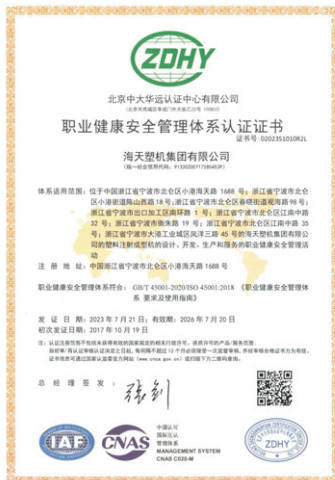 ZDHY
北京中大华远认证中心有限公司
职业健康安全管理体系认证证书
证书号:02023S1010R2L
海天塑机集团有限公司
体系适用范围:位于中国浙江省宁波市北仑区小港海天路 1688 号;浙江省宁波市北仑
区小港街道陈山西路 18 号;浙江省宁波市北仑区春晓街道观海路 98 号;
浙江省宁波市出口加工区南环路 1 号;浙江省宁波市北仑区江南中路
32 号;浙江省宁波市衡海路 19 号;浙江省宁波市北仑区江南中路 35
号;浙江省宁波市大港工业城区凤洋三路 45 号的海天塑机集团有限公
司的塑料注射成型机的设计、开发、生产和服务的职业健康安全管理活
动
注 册 地 址:中国浙江省宁波市北仑区小港海天路 1688 号
职业健康安全管理体系符合: GB/T 45001-2020/ISO 45001:2018 《职业健康安全管理体
系 要求及使用指南》
发 证 日 期:2023 年 7 月 21 日;有效期:2026 年 7 月 20 日
初次发证日期:2017 年 10 月 19 日
总 经 理 签 发:
IAF
CNAS
中国认可
国际互认
管理体系
MANAGEMENT SYSTEM
CNAS C020-M
ZDHY